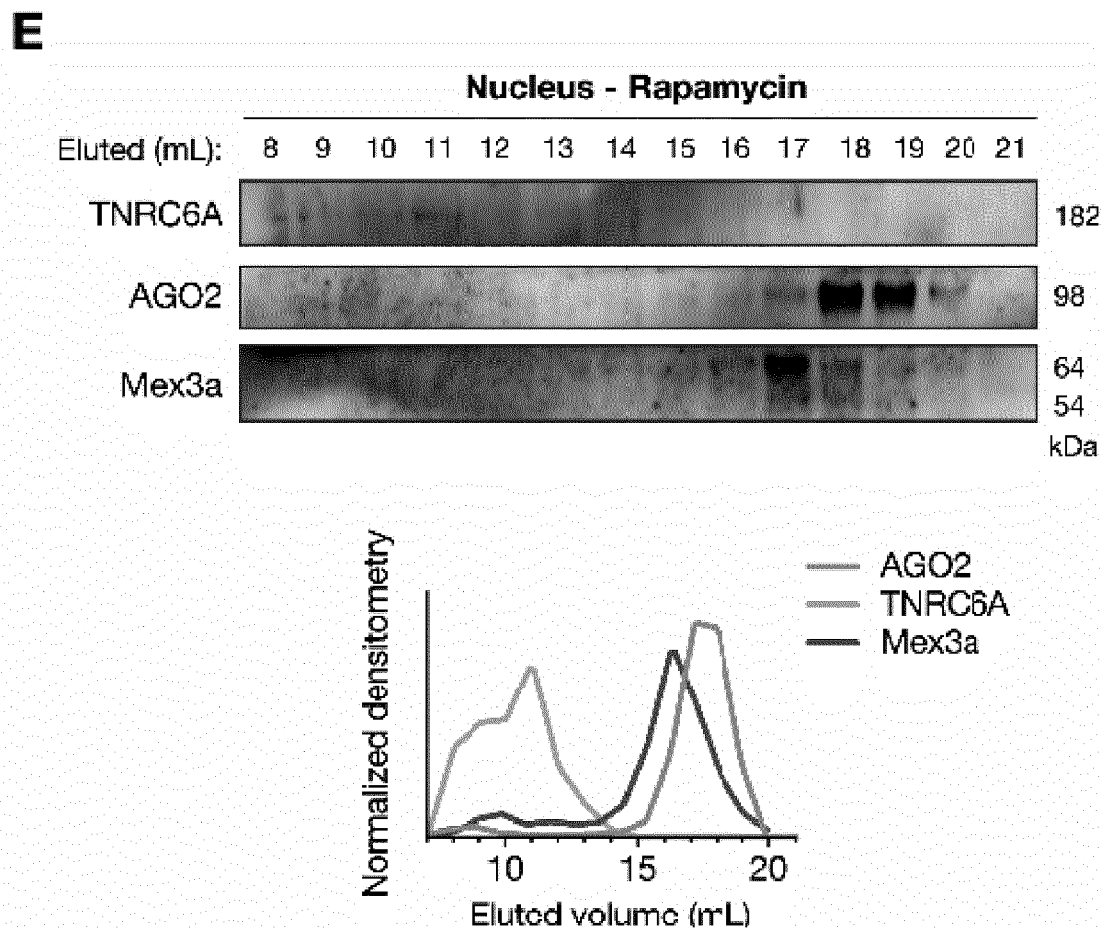 E
Nucleus - Rapamycin
Eluted (mL): 8 9 10 11 12 13 14 15 16 17 18 19 20 21
TNRC6A 182
AGO2 98
Mex3a 64
54
kDa
Normalized densitometry
AGO2
TNRC6A
Mex3a
10 15 20
Eluted volume (mL)